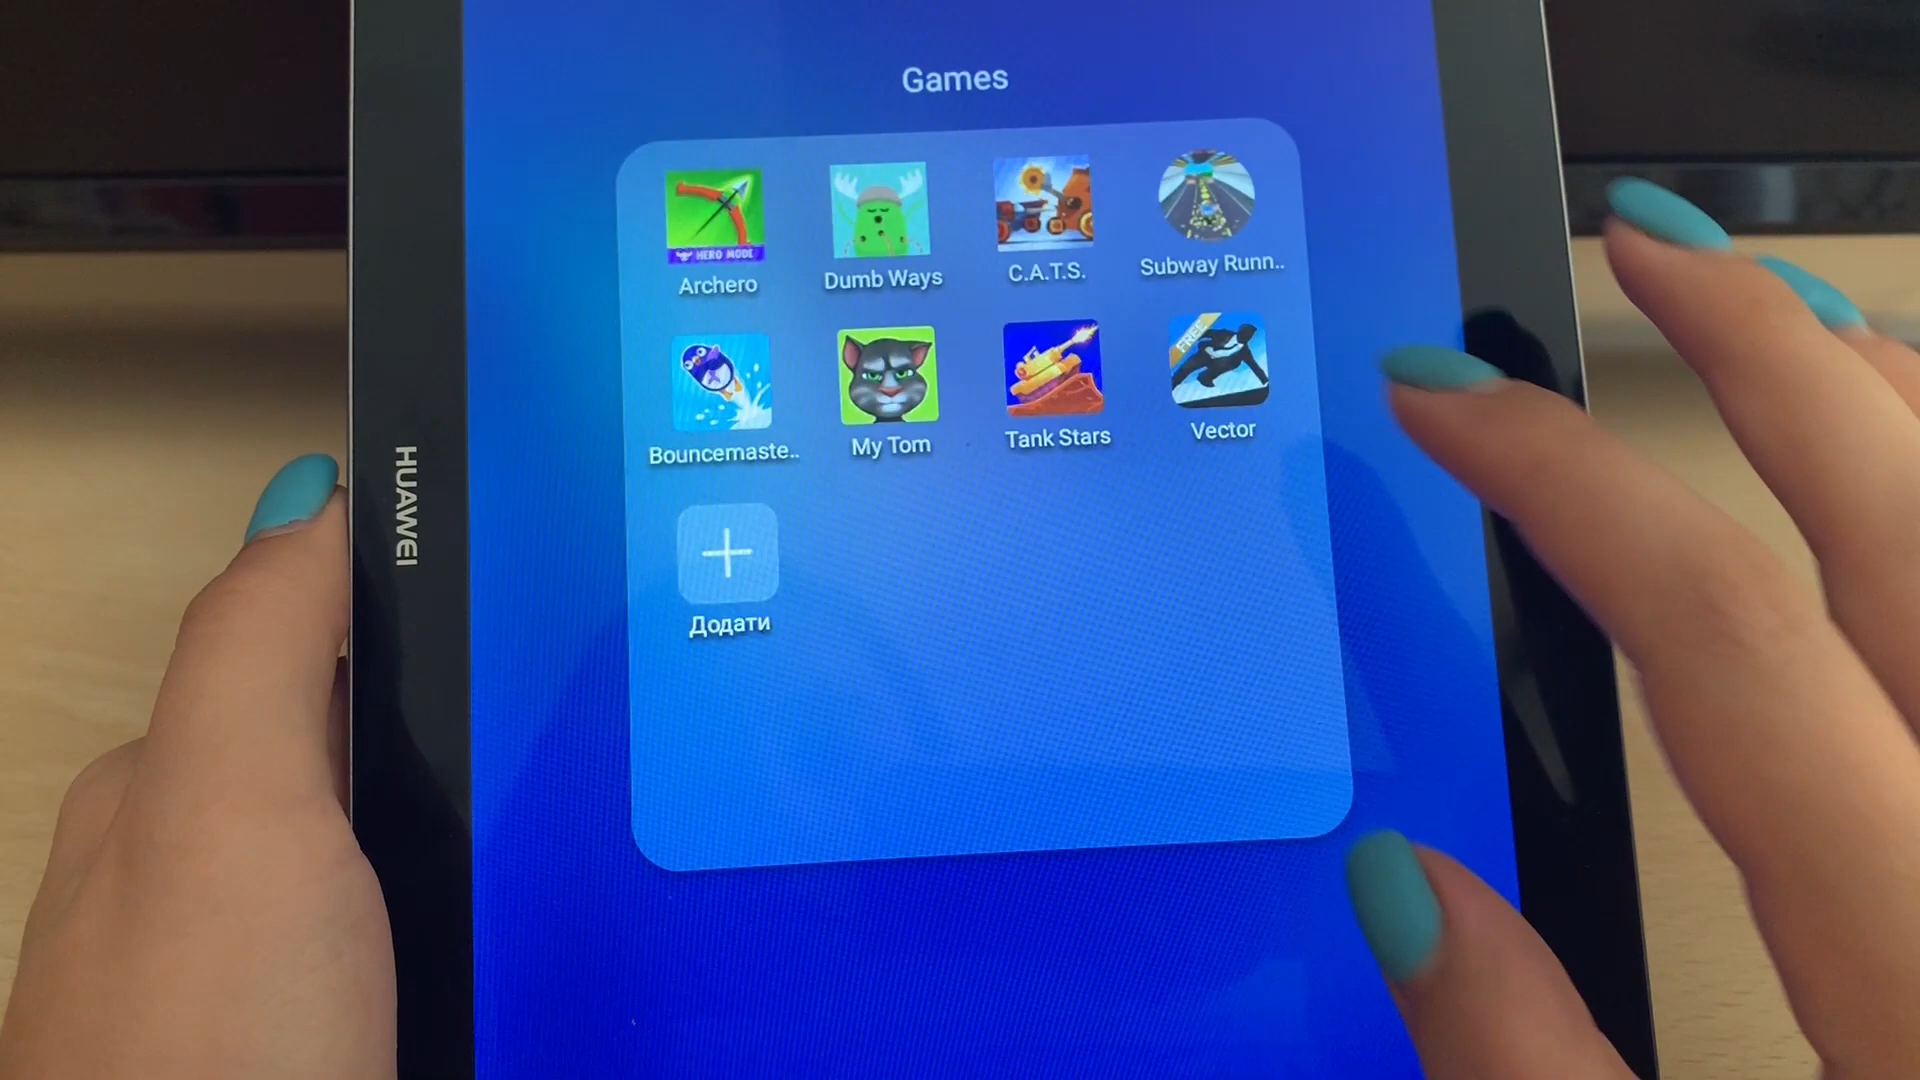 Games
HERO MODE
Archero
Dumb Ways
C.A.T.S.
Subway Runn..
FREE
Bouncemaste..
My Tom
Tank Stars
Vector
Додати
HUAWEI